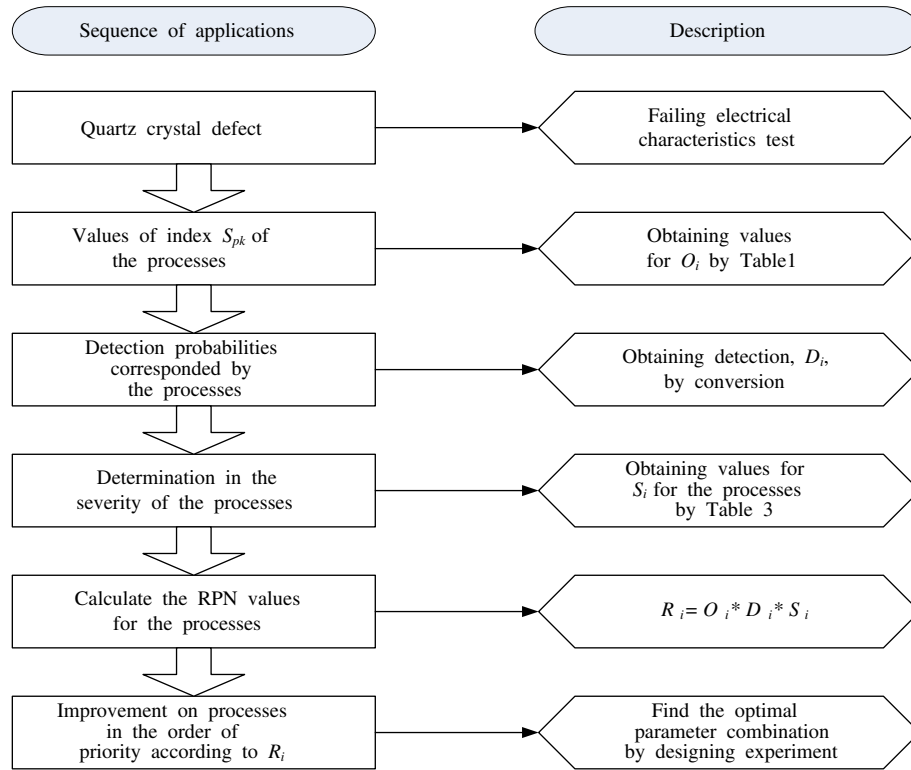 Sequence of applications
Description
Quartz crystal defect
Failing electrical
characteristics test
Values of index Spk of
the processes
Obtaining values
for Oi by Table1
Detection probabilities
corresponded by
the processes
Obtaining detection, Di,
by conversion
Determination in the
severity of the processes
Obtaining values for
Si for the processes
by Table 3
Calculate the RPN values
for the processes
R i= O i* D i* S i
Improvement on processes
in the order of
priority according to Ri
Find the optimal
parameter combination
by designing experiment